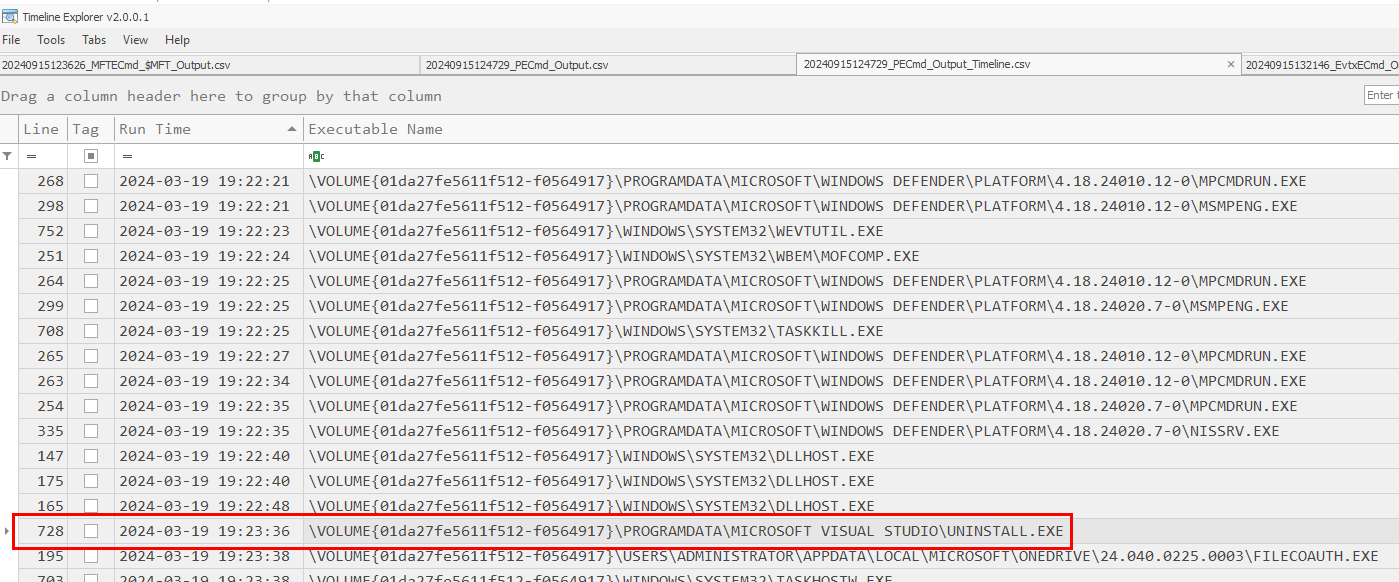 Timeline Explorer v2.0.0.1
File Tools Tabs View Help
20240915123626_MFTECmd_$MFT_Output.csv 20240915124729_PECmd_Output.csv 20240915124729_PECmd_Output_Timeline.csv × 20240915132146_EvtxECmd_O
Drag a column header here to group by that column
Enter t
Line Tag Run Time Executable Name
= ■ = ABC
268 2024-03-19 19:22:21 \VOLUME{01da27fe5611f512-f0564917}\PROGRAMDATA\MICROSOFT\WINDOWS DEFENDER\PLATFORM\4.18.24010.12-0\MPCMDRUN.EXE
298 2024-03-19 19:22:21 \VOLUME{01da27fe5611f512-f0564917}\PROGRAMDATA\MICROSOFT\WINDOWS DEFENDER\PLATFORM\4.18.24010.12-0\MSMPENG.EXE
752 2024-03-19 19:22:23 \VOLUME{01da27fe5611f512-f0564917}\WINDOWS\SYSTEM32\WEVTUTIL.EXE
251 2024-03-19 19:22:24 \VOLUME{01da27fe5611f512-f0564917}\WINDOWS\SYSTEM32\WBEM\MOFCOMP.EXE
264 2024-03-19 19:22:25 \VOLUME{01da27fe5611f512-f0564917}\PROGRAMDATA\MICROSOFT\WINDOWS DEFENDER\PLATFORM\4.18.24010.12-0\MPCMDRUN.EXE
299 2024-03-19 19:22:25 \VOLUME{01da27fe5611f512-f0564917}\PROGRAMDATA\MICROSOFT\WINDOWS DEFENDER\PLATFORM\4.18.24020.7-0\MSMPENG.EXE
708 2024-03-19 19:22:25 \VOLUME{01da27fe5611f512-f0564917}\WINDOWS\SYSTEM32\TASKKILL.EXE
265 2024-03-19 19:22:27 \VOLUME{01da27fe5611f512-f0564917}\PROGRAMDATA\MICROSOFT\WINDOWS DEFENDER\PLATFORM\4.18.24010.12-0\MPCMDRUN.EXE
263 2024-03-19 19:22:34 \VOLUME{01da27fe5611f512-f0564917}\PROGRAMDATA\MICROSOFT\WINDOWS DEFENDER\PLATFORM\4.18.24010.12-0\MPCMDRUN.EXE
254 2024-03-19 19:22:35 \VOLUME{01da27fe5611f512-f0564917}\PROGRAMDATA\MICROSOFT\WINDOWS DEFENDER\PLATFORM\4.18.24020.7-0\MPCMDRUN.EXE
335 2024-03-19 19:22:35 \VOLUME{01da27fe5611f512-f0564917}\PROGRAMDATA\MICROSOFT\WINDOWS DEFENDER\PLATFORM\4.18.24020.7-0\NISSRV.EXE
147 2024-03-19 19:22:40 \VOLUME{01da27fe5611f512-f0564917}\WINDOWS\SYSTEM32\DLLHOST.EXE
175 2024-03-19 19:22:40 \VOLUME{01da27fe5611f512-f0564917}\WINDOWS\SYSTEM32\DLLHOST.EXE
165 2024-03-19 19:22:48 \VOLUME{01da27fe5611f512-f0564917}\WINDOWS\SYSTEM32\DLLHOST.EXE
728 2024-03-19 19:23:36 \VOLUME{01da27fe5611f512-f0564917}\PROGRAMDATA\MICROSOFT VISUAL STUDIO\UNINSTALL.EXE
195 2024-03-19 19:23:38 \VOLUME{01da27fe5611f512-f0564917}\USERS\ADMINISTRATOR\APPDATA\LOCAL\MICROSOFT\ONEDRIVE\24.040.0225.0003\FILECOAUTH.EXE
703 2024-03-19 19:23:38 \VOLUME{01da27fe5611f512-f0564917}\WINDOWS\SYSTEM32\TASKHOSTW.EXE